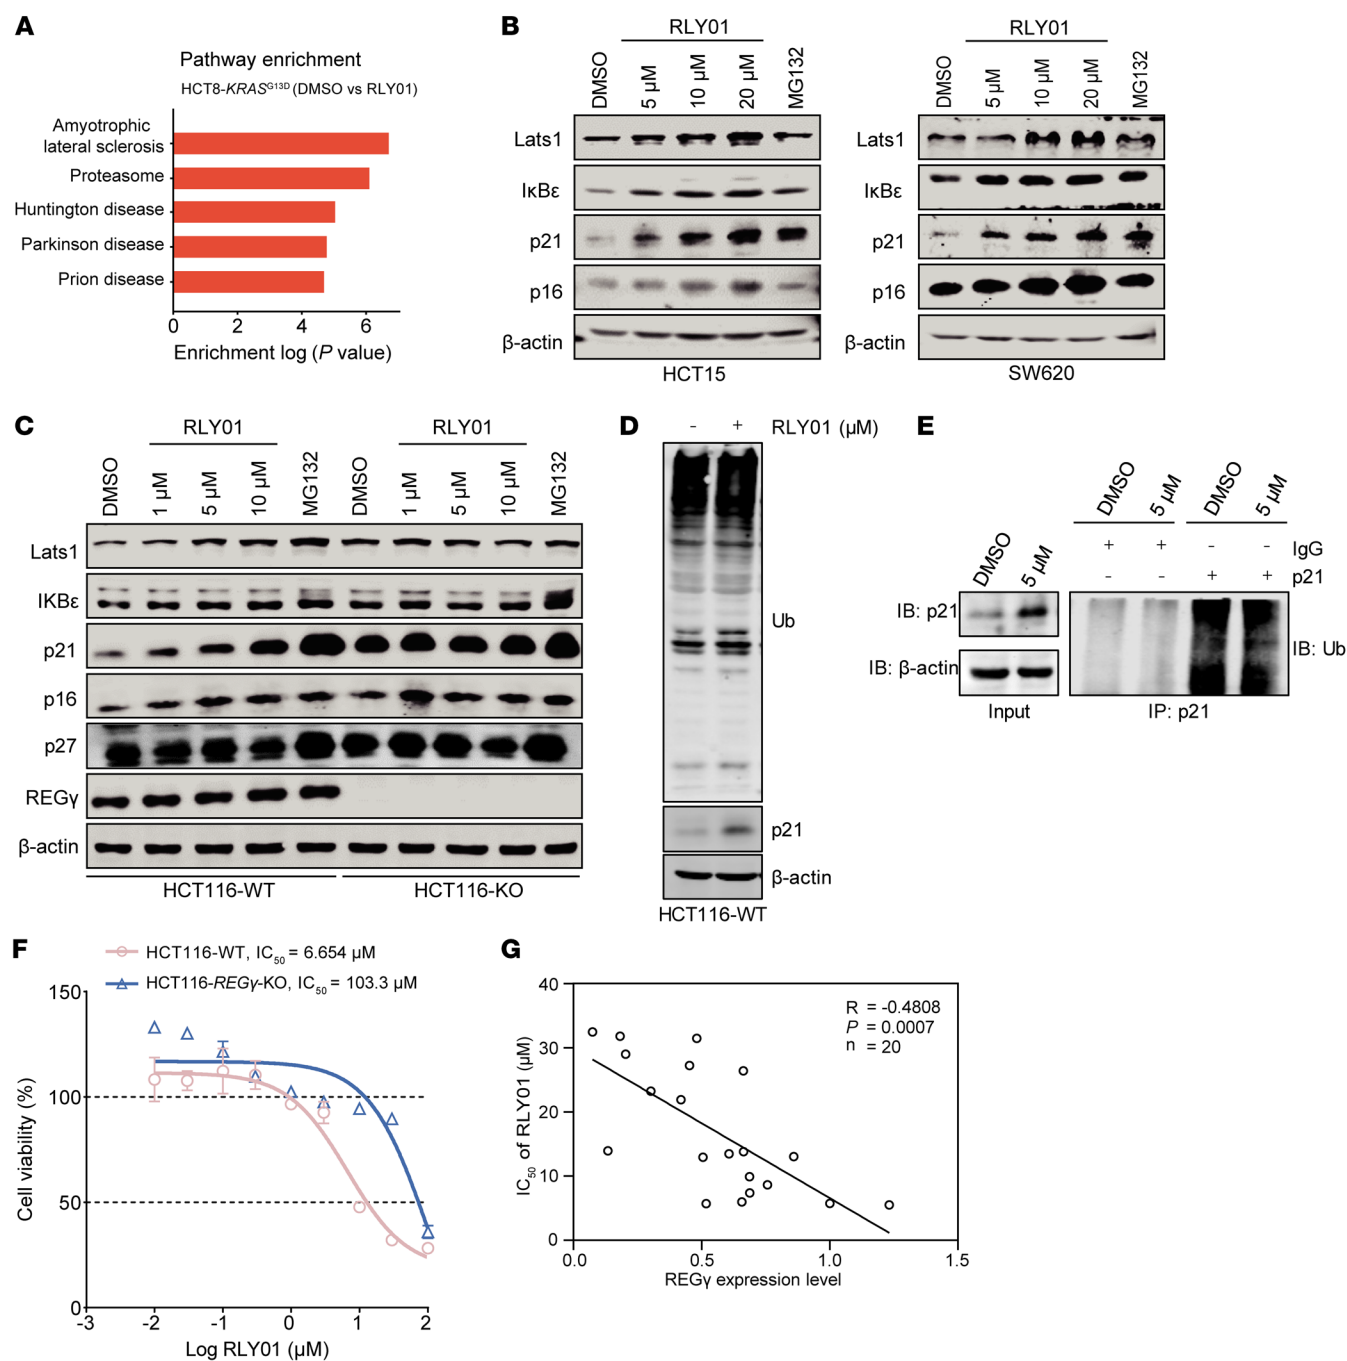 A
Pathway enrichment
HCT8-KRASG13D (DMSO vs RLY01)
Amyotrophic
lateral sclerosis
Proteasome
Huntington disease
Parkinson disease
Prion disease
0 2 4 6
Enrichment log (P value)
B
RLY01
DMSO 5 μM 10 μM 20 μM MG132
Lats1
IκBε
p21
p16
β-actin
HCT15
RLY01
DMSO 5 μM 10 μM 20 μM MG132
Lats1
IκBε
p21
p16
β-actin
SW620
C
RLY01 RLY01
DMSO 1 μM 5 μM 10 μM MG132 DMSO 1 μM 5 μM 10 μM MG132
Lats1
IKBε
p21
p16
p27
REGγ
β-actin
HCT116-WT HCT116-KO
D
- + RLY01 (μM)
Ub
p21
β-actin
HCT116-WT
E
DMSO 5 μM
IB: p21
IB: β-actin
Input
DMSO 5 μM DMSO 5 μM
+ + - - IgG
- - + + p21
IB: Ub
IP: p21
F
HCT116-WT, IC50 = 6.654 μM
HCT116-REGγ-KO, IC50 = 103.3 μM
150
100
50
0
Cell viability (%)
-3 -2 -1 0 1 2
Log RLY01 (μM)
G
R = -0.4808
P = 0.0007
n = 20
40
30
20
10
0
IC50 of RLY01 (μM)
0.0 0.5 1.0 1.5
REGγ expression level